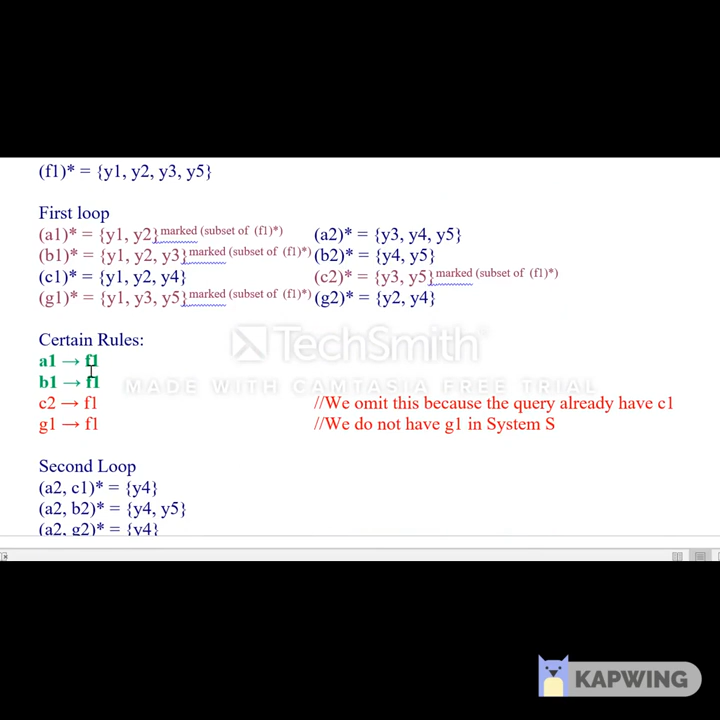 (f1)* = {y1, y2, y3, y5}
First loop
(a1)* = {y1, y2}marked (subset of (f1)*) (a2)* = {y3, y4, y5}
(b1)* = {y1, y2, y3}marked (subset of (f1)*) (b2)* = {y4, y5}
(c1)* = {y1, y2, y4} (c2)* = {y3, y5}marked (subset of (f1)*)
(g1)* = {y1, y3, y5}marked (subset of (f1)*) (g2)* = {y2, y4}
TechSmith
MADE WITH CAMTASIA FREE TRIAL
Certain Rules:
a1 → f1
b1 → f1
c2 → f1 //We omit this because the query already have c1
g1 → f1 //We do not have g1 in System S
Second Loop
(a2, c1)* = {y4}
(a2, b2)* = {y4, y5}
(a2, g2)* = {y4}
KAPWING